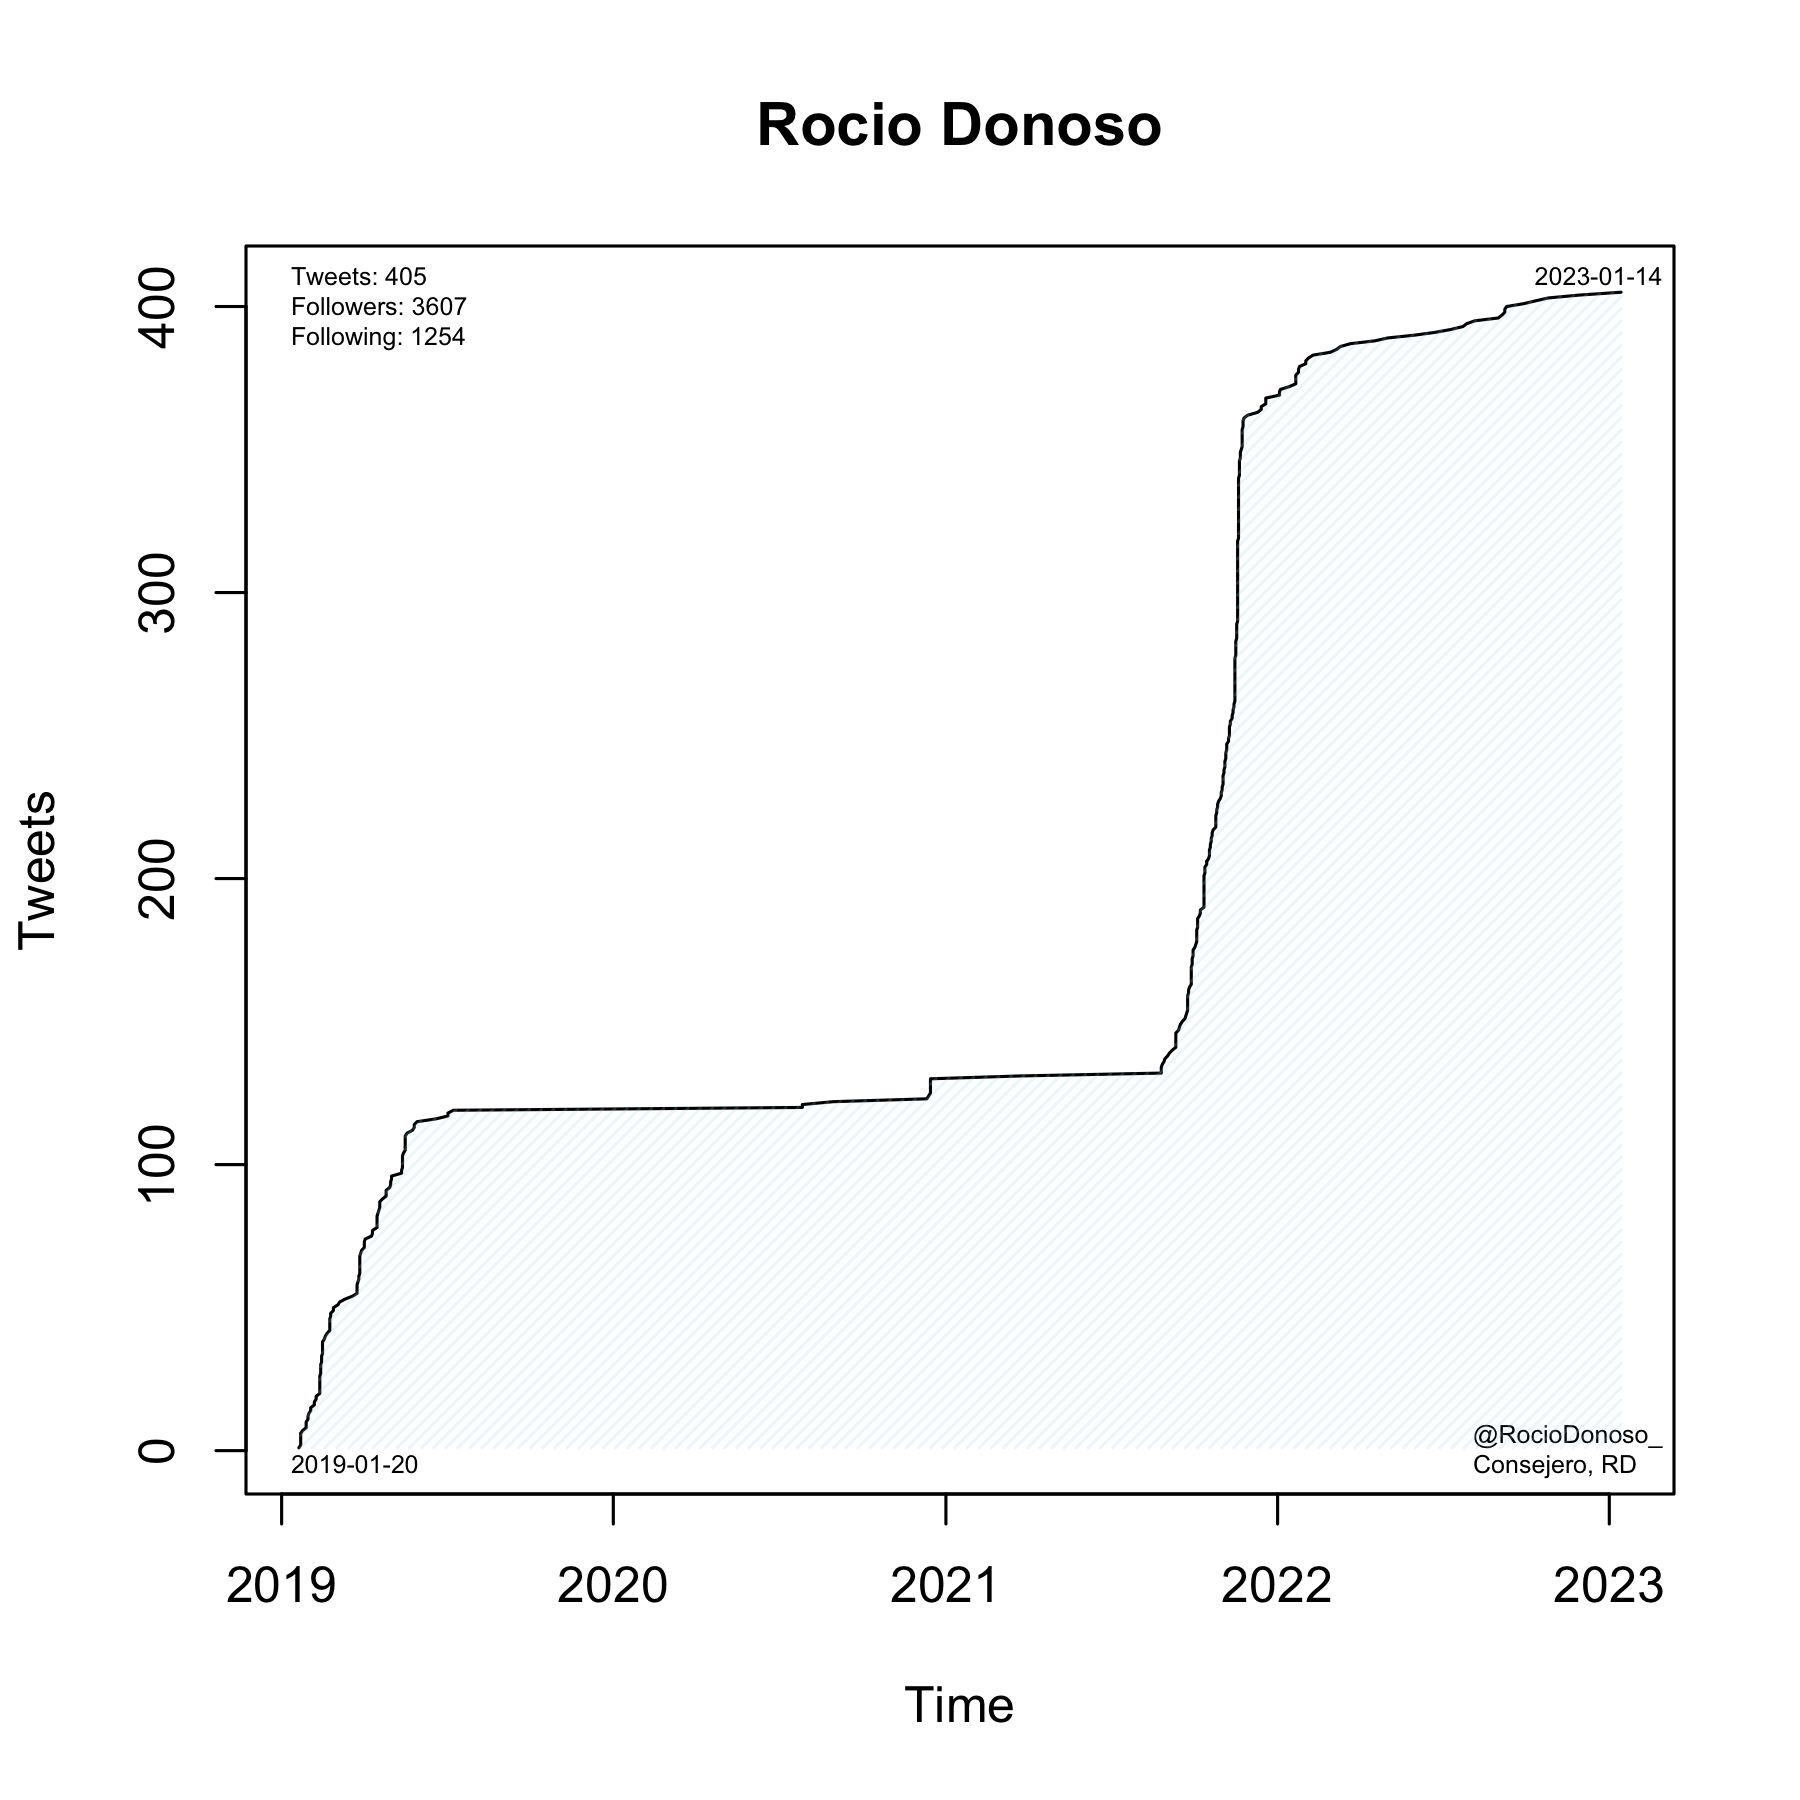 Rocio Donoso
Tweets: 405
Followers: 3607
Following: 1254
2023-01-14
400
300
200
100
0
Tweets
2019-01-20
@RocioDonoso_
Consejero, RD
2019 2020 2021 2022 2023
Time